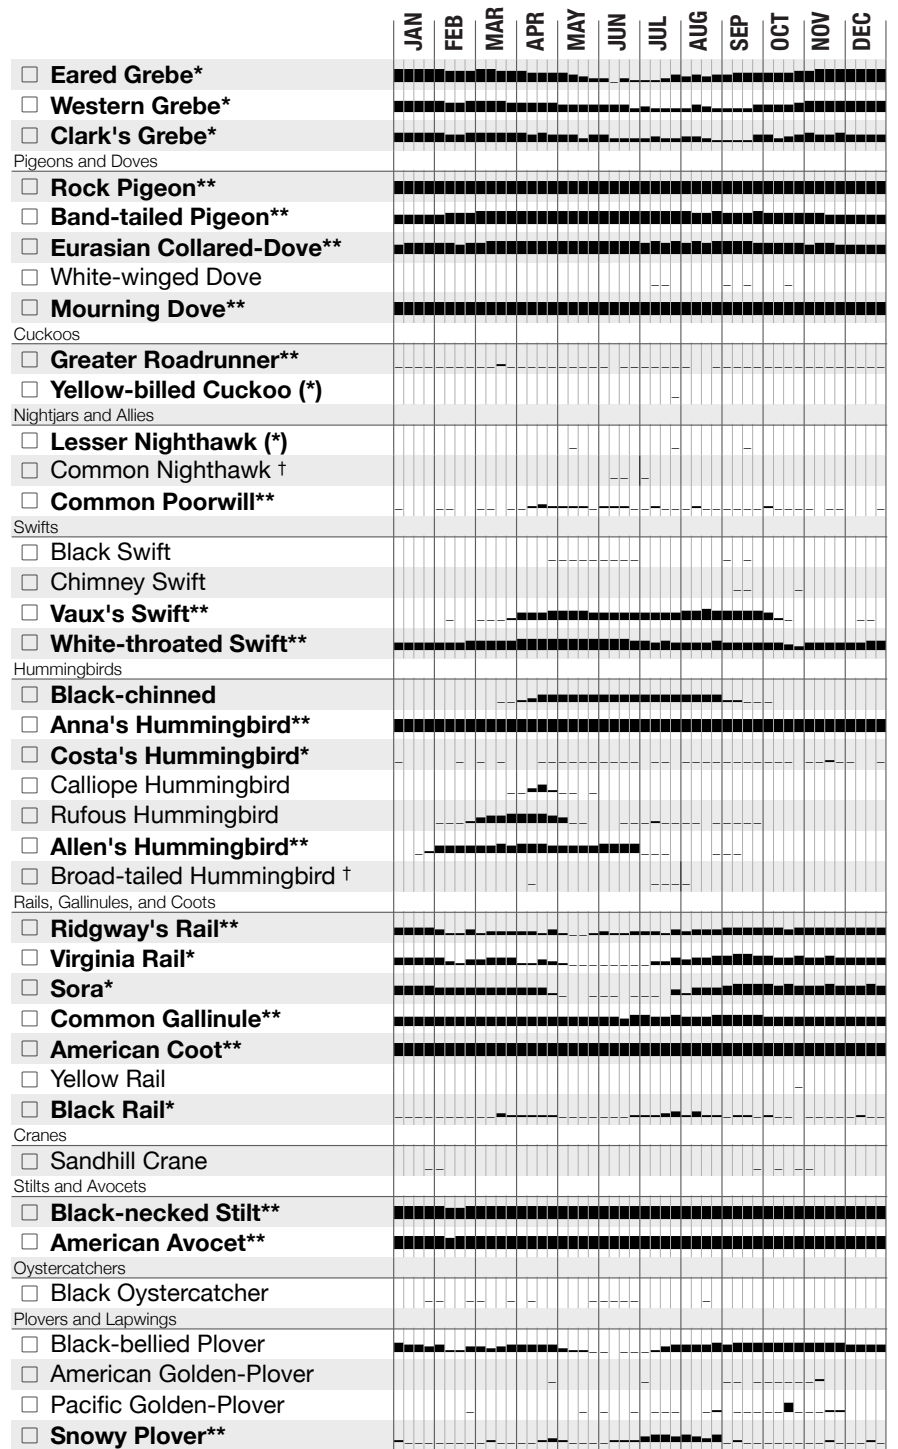 JAN FEB MAR APR MAY JUN JUL AUG SEP OCT NOV DEC
Eared Grebe*
Western Grebe*
Clark's Grebe*
Pigeons and Doves
Rock Pigeon**
Band-tailed Pigeon**
Eurasian Collared-Dove**
White-winged Dove
Mourning Dove**
Cuckoos
Greater Roadrunner**
Yellow-billed Cuckoo (*)
Nightjars and Allies
Lesser Nighthawk (*)
Common Nighthawk †
Common Poorwill**
Swifts
Black Swift
Chimney Swift
Vaux's Swift**
White-throated Swift**
Hummingbirds
Black-chinned
Anna's Hummingbird**
Costa's Hummingbird*
Calliope Hummingbird
Rufous Hummingbird
Allen's Hummingbird**
Broad-tailed Hummingbird †
Rails, Gallinules, and Coots
Ridgway's Rail**
Virginia Rail*
Sora*
Common Gallinule**
American Coot**
Yellow Rail
Black Rail*
Cranes
Sandhill Crane
Stilts and Avocets
Black-necked Stilt**
American Avocet**
Oystercatchers
Black Oystercatcher
Plovers and Lapwings
Black-bellied Plover
American Golden-Plover
Pacific Golden-Plover
Snowy Plover**